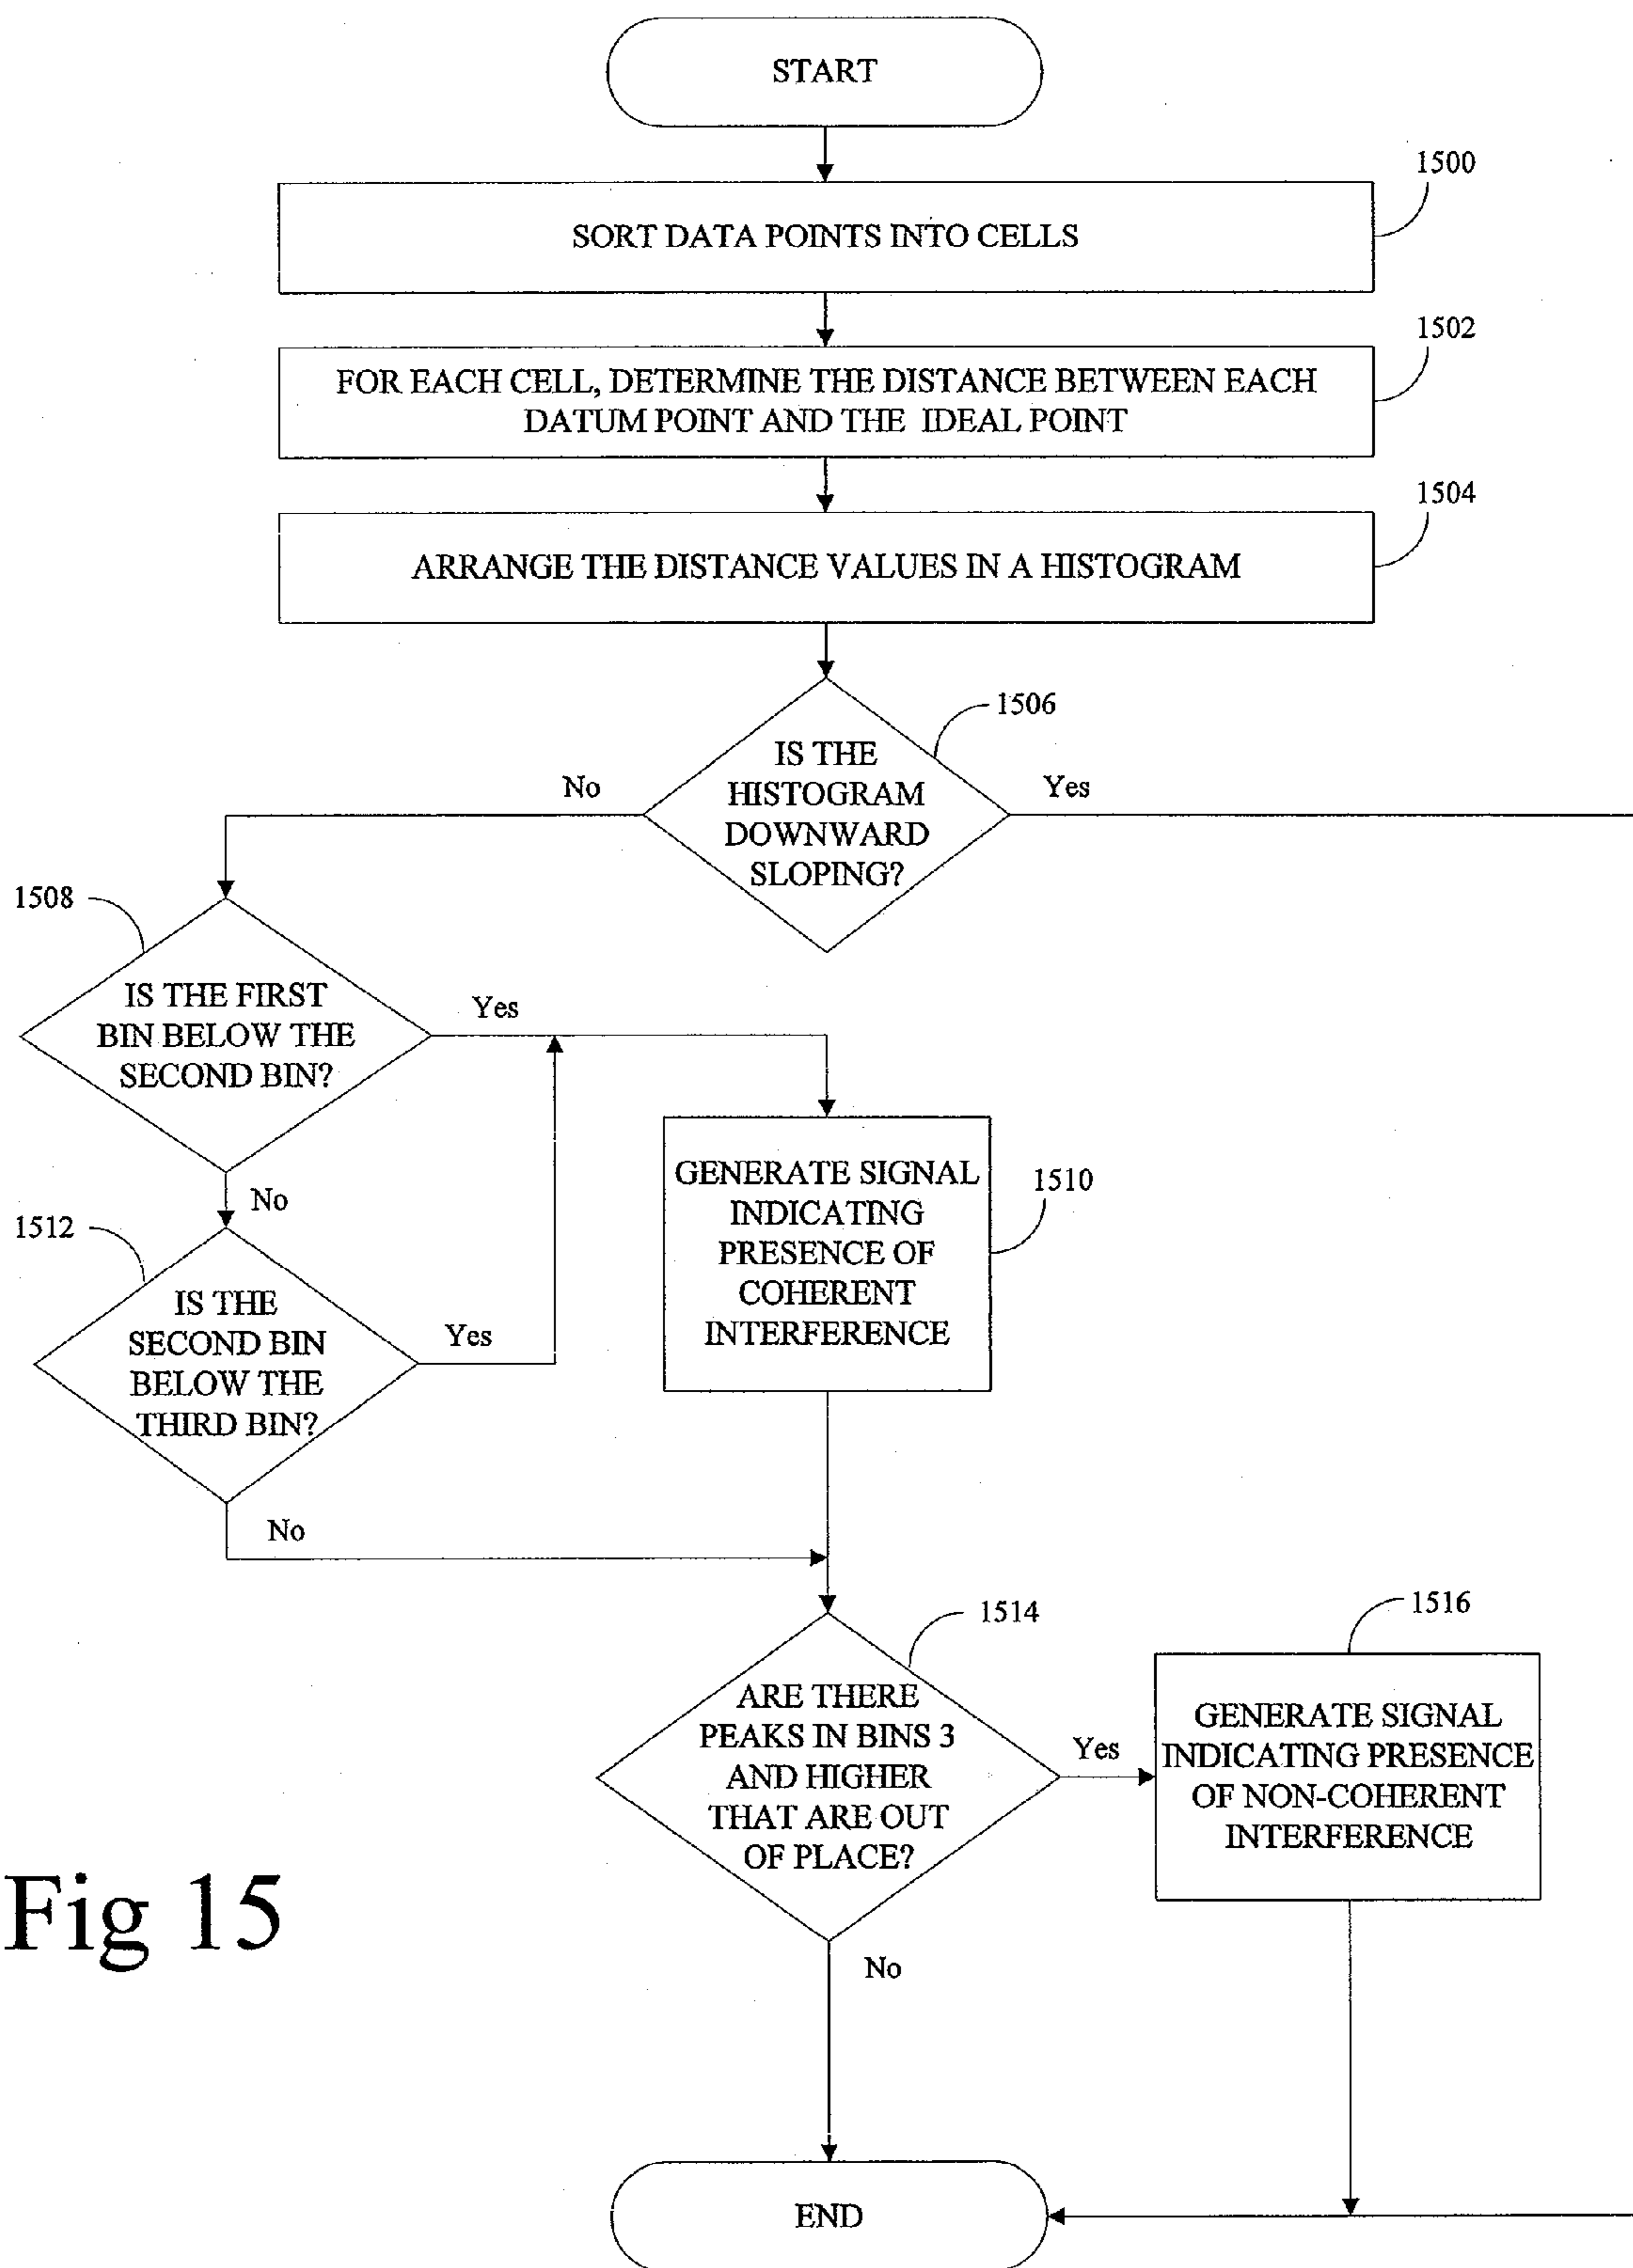 START
1500
SORT DATA POINTS INTO CELLS
1502
FOR EACH CELL, DETERMINE THE DISTANCE BETWEEN EACH
DATUM POINT AND THE IDEAL POINT
1504
ARRANGE THE DISTANCE VALUES IN A HISTOGRAM
1506
IS THE
HISTOGRAM
DOWNWARD
SLOPING?
No
Yes
1508
IS THE FIRST
BIN BELOW THE
SECOND BIN?
Yes
No
1510
GENERATE SIGNAL
INDICATING
PRESENCE OF
COHERENT
INTERFERENCE
1512
IS THE
SECOND BIN
BELOW THE
THIRD BIN?
Yes
No
1514
ARE THERE
PEAKS IN BINS 3
AND HIGHER
THAT ARE OUT
OF PLACE?
Yes
No
1516
GENERATE SIGNAL
INDICATING PRESENCE
OF NON-COHERENT
INTERFERENCE
Fig 15
END